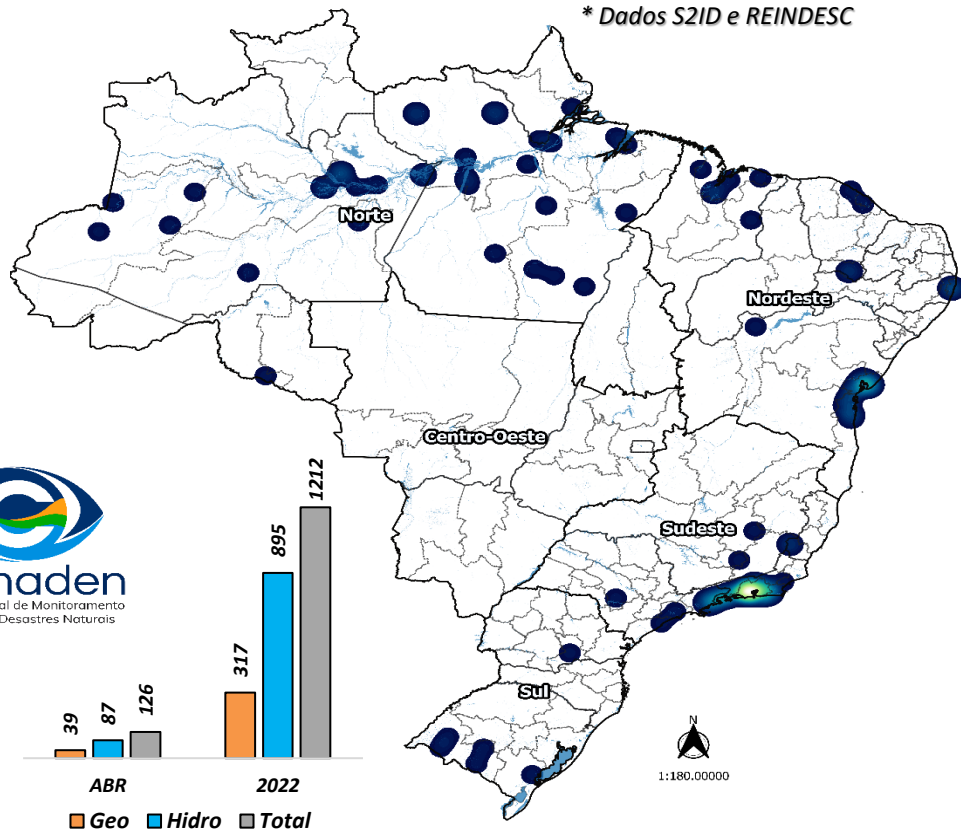 * Dados S2ID e REINDESC
Norte
Nordeste
Centro-Oeste
Sudeste
Sul
naden
al de Monitoramento
Desastres Naturais
39
87
126
317
895
1212
ABR
2022
Geo
Hidro
Total
N
1:180.00000